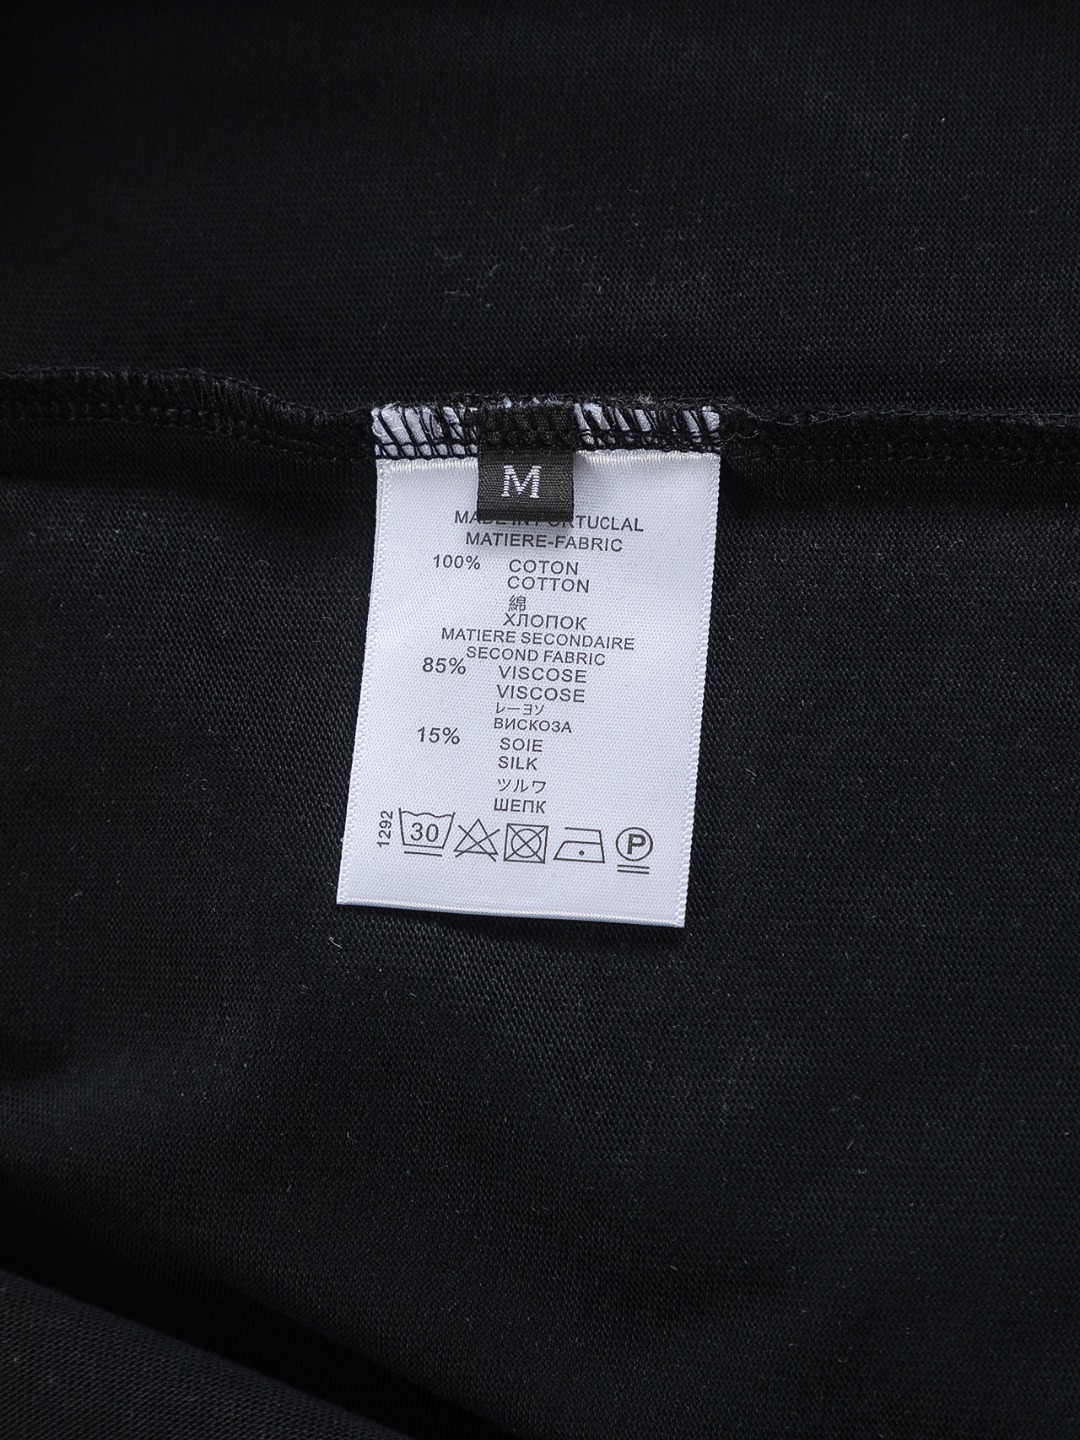 M
MADE IN PORTUCLAL
MATIERE-FABRIC
100% COTON
COTTON
綿
ХЛОПОК
MATIERE SECONDAIRE
SECOND FABRIC
85% VISCOSE
VISCOSE
レーヨソ
ВИСКОЗА
15% SOIE
SILK
ツルワ
ШЕПК
1292
30
P